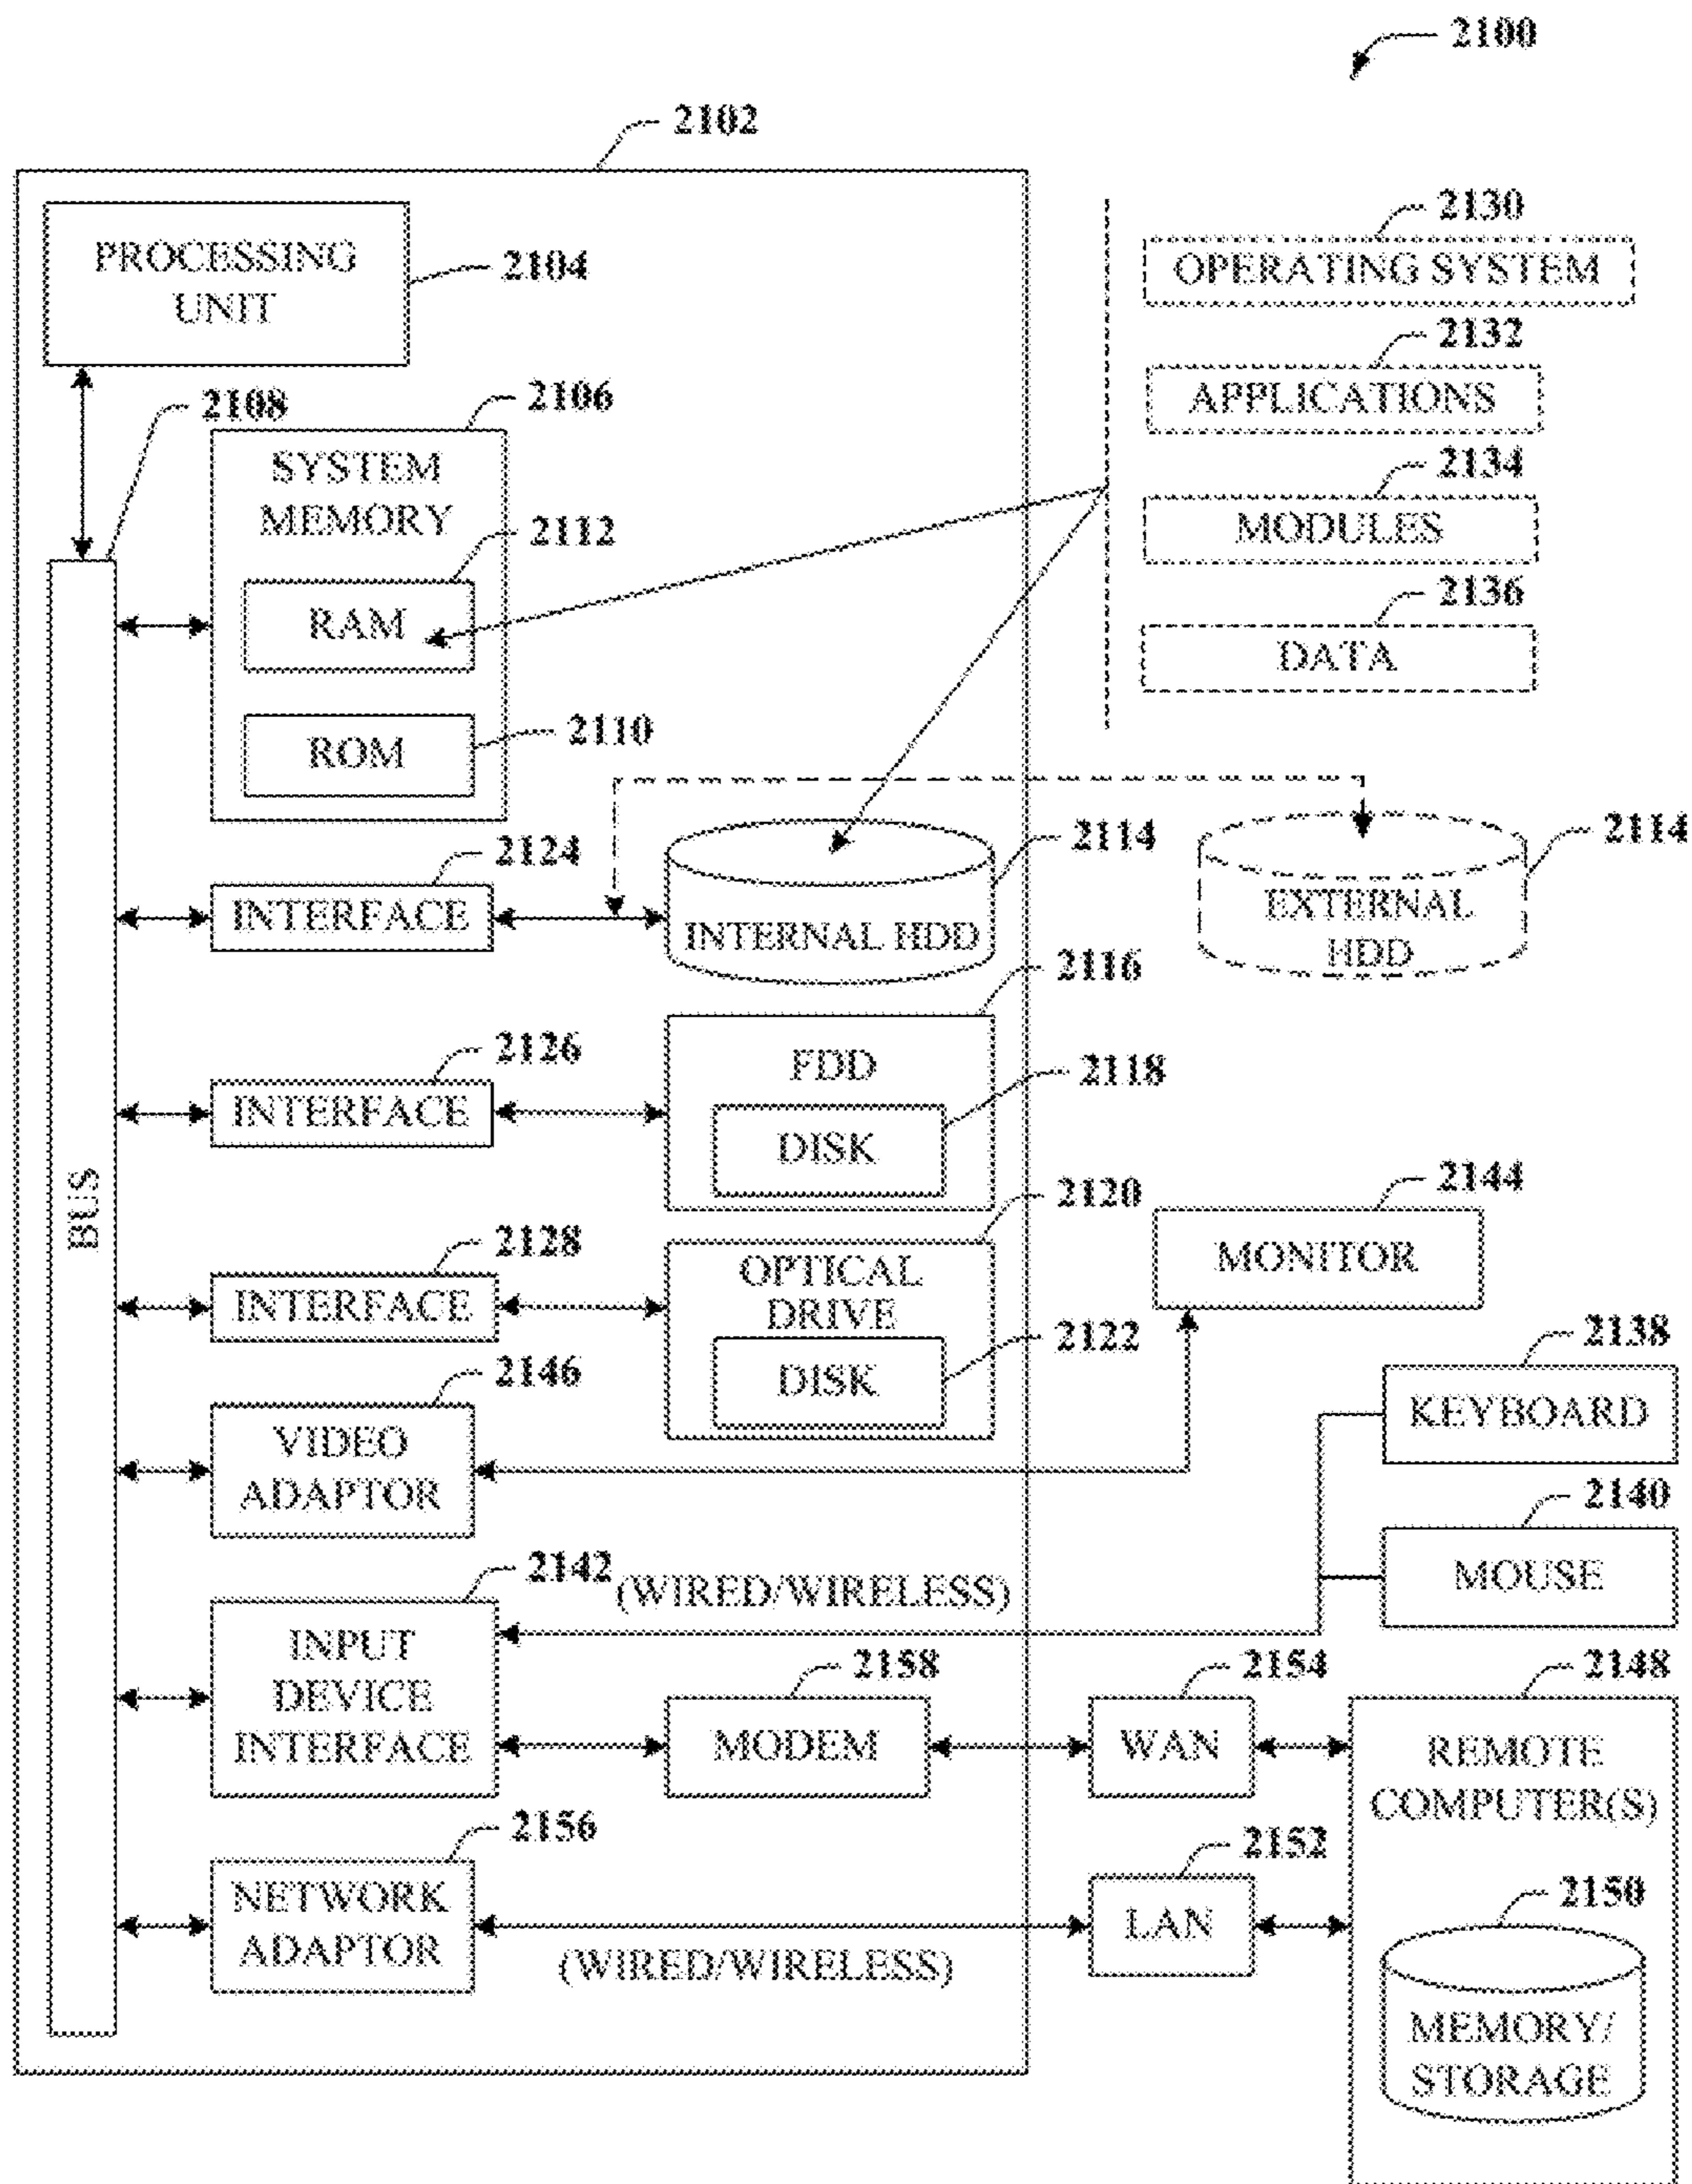 2100
2102
PROCESSING
UNIT
2104
2108
2106
SYSTEM
MEMORY
2112
RAM
ROM
2110
2130
OPERATING SYSTEM
2132
APPLICATIONS
2134
MODULES
2136
DATA
2124
INTERFACE
2114
INTERNAL HDD
2114
EXTERNAL
HDD
2126
INTERFACE
2116
FDD
2118
DISK
BUS
2128
INTERFACE
2120
OPTICAL
DRIVE
2122
DISK
2144
MONITOR
2138
KEYBOARD
2146
VIDEO
ADAPTOR
2140
MOUSE
2142
(WIRED/WIRELESS)
INPUT
DEVICE
INTERFACE
2158
MODEM
2154
WAN
2148
REMOTE
COMPUTER(S)
2156
NETWORK
ADAPTOR
(WIRED/WIRELESS)
2152
LAN
2150
MEMORY/
STORAGE